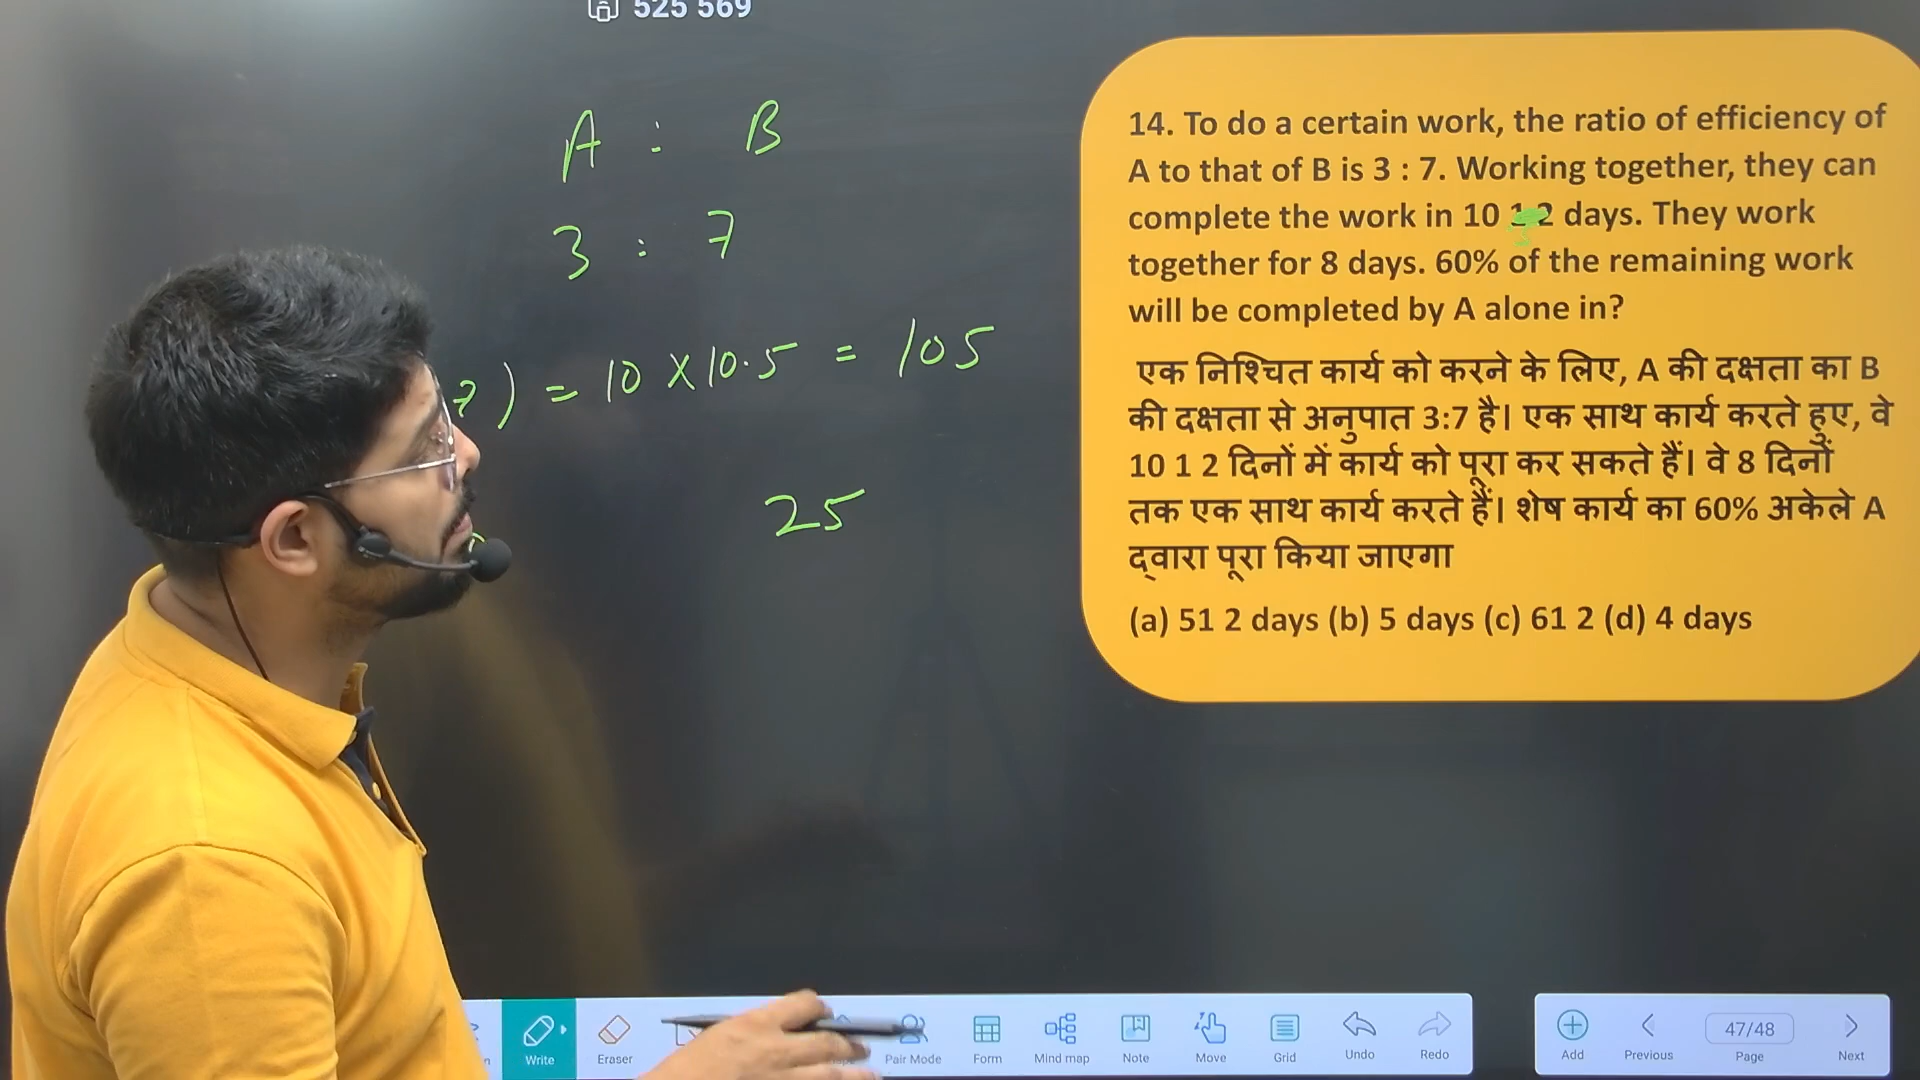 525 569
A : B
3 : 7
7) = 10 X 10.5 = 105
25
14. To do a certain work, the ratio of efficiency of
A to that of B is 3 : 7. Working together, they can
complete the work in 10 1 2 days. They work
together for 8 days. 60% of the remaining work
will be completed by A alone in?
एक निश्चित कार्य को करने के लिए, A की दक्षता का B
की दक्षता से अनुपात 3:7 है। एक साथ कार्य करते हुए, वे
10 1 2 दिनों में कार्य को पूरा कर सकते हैं। वे 8 दिनों
तक एक साथ कार्य करते हैं। शेष कार्य का 60% अकेले A
द्वारा पूरा किया जाएगा
(a) 51 2 days (b) 5 days (c) 61 2 (d) 4 days
Write Eraser Pair Mode Form Mind map Note Move Grid Undo Redo
47/48
Add Previous Page Next